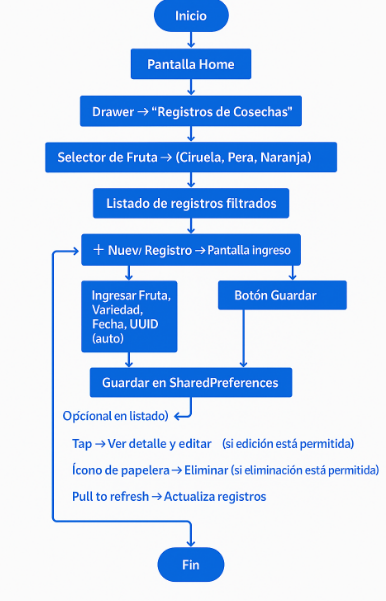 Inicio
Pantalla Home
Drawer → “Registros de Cosechas"
Selector de Fruta → (Ciruela, Pera, Naranja)
Listado de registros filtrados
+ Nuev/ Registro → Pantalla ingreso
Ingresar Fruta,
Variedad,
Fecha, UUID
(auto)
Botón Guardar
Guardar en SharedPreferences
Opcional en listado)
Tap → Ver detalle y editar (si edición está permitida)
Ícono de papelera → Eliminar (si eliminación está permitida)
Pull to refresh → Actualiza registros
Fin